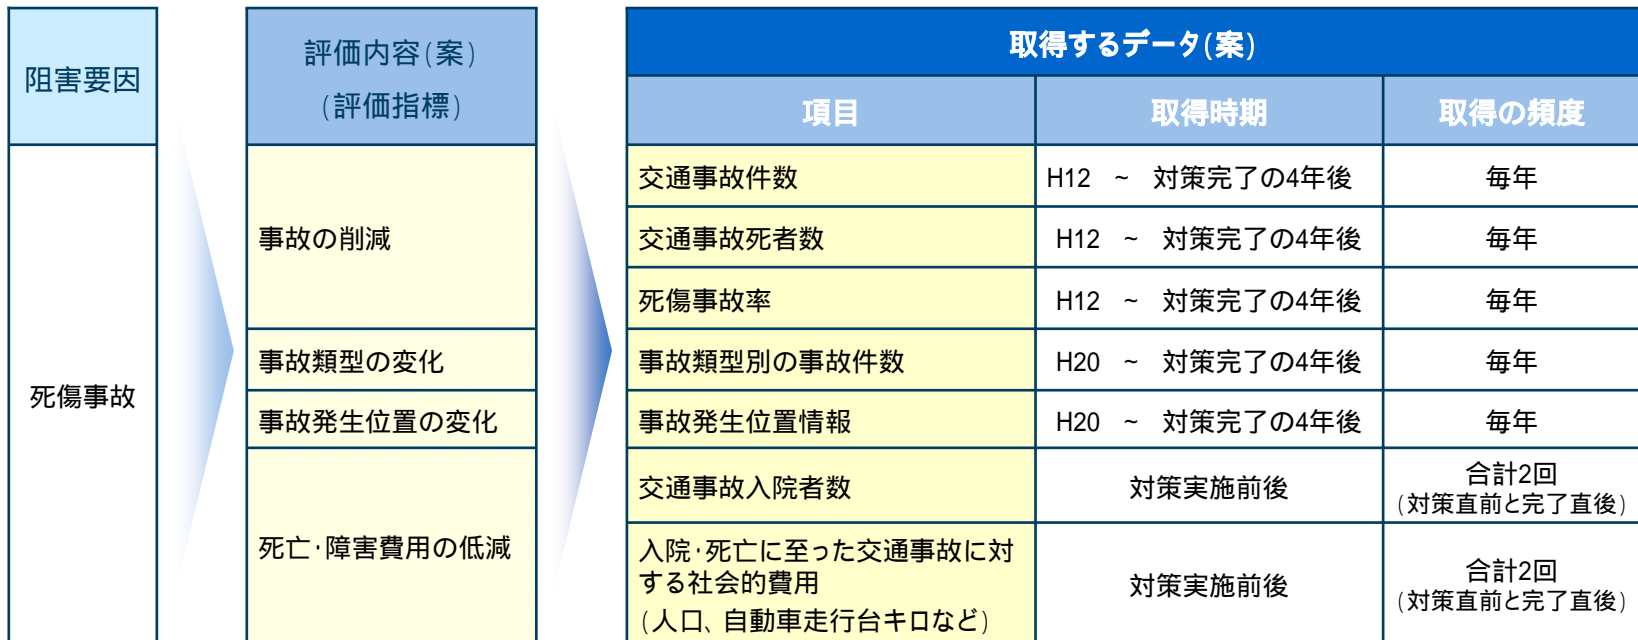 阻害要因
評価内容(案)
(評価指標)
取得するデータ(案)
項目
取得時期
取得の頻度
死傷事故
事故の削減
交通事故件数
H12 ~ 対策完了の4年後
毎年
交通事故死者数
H12 ~ 対策完了の4年後
毎年
死傷事故率
H12 ~ 対策完了の4年後
毎年
事故類型の変化
事故類型別の事故件数
H20 ~ 対策完了の4年後
毎年
事故発生位置の変化
事故発生位置情報
H20 ~ 対策完了の4年後
毎年
死亡・障害費用の低減
交通事故入院者数
対策実施前後
合計2回
(対策直前と完了直後)
入院・死亡に至った交通事故に対
する社会的費用
(人口、自動車走行台キロなど)
対策実施前後
合計2回
(対策直前と完了直後)